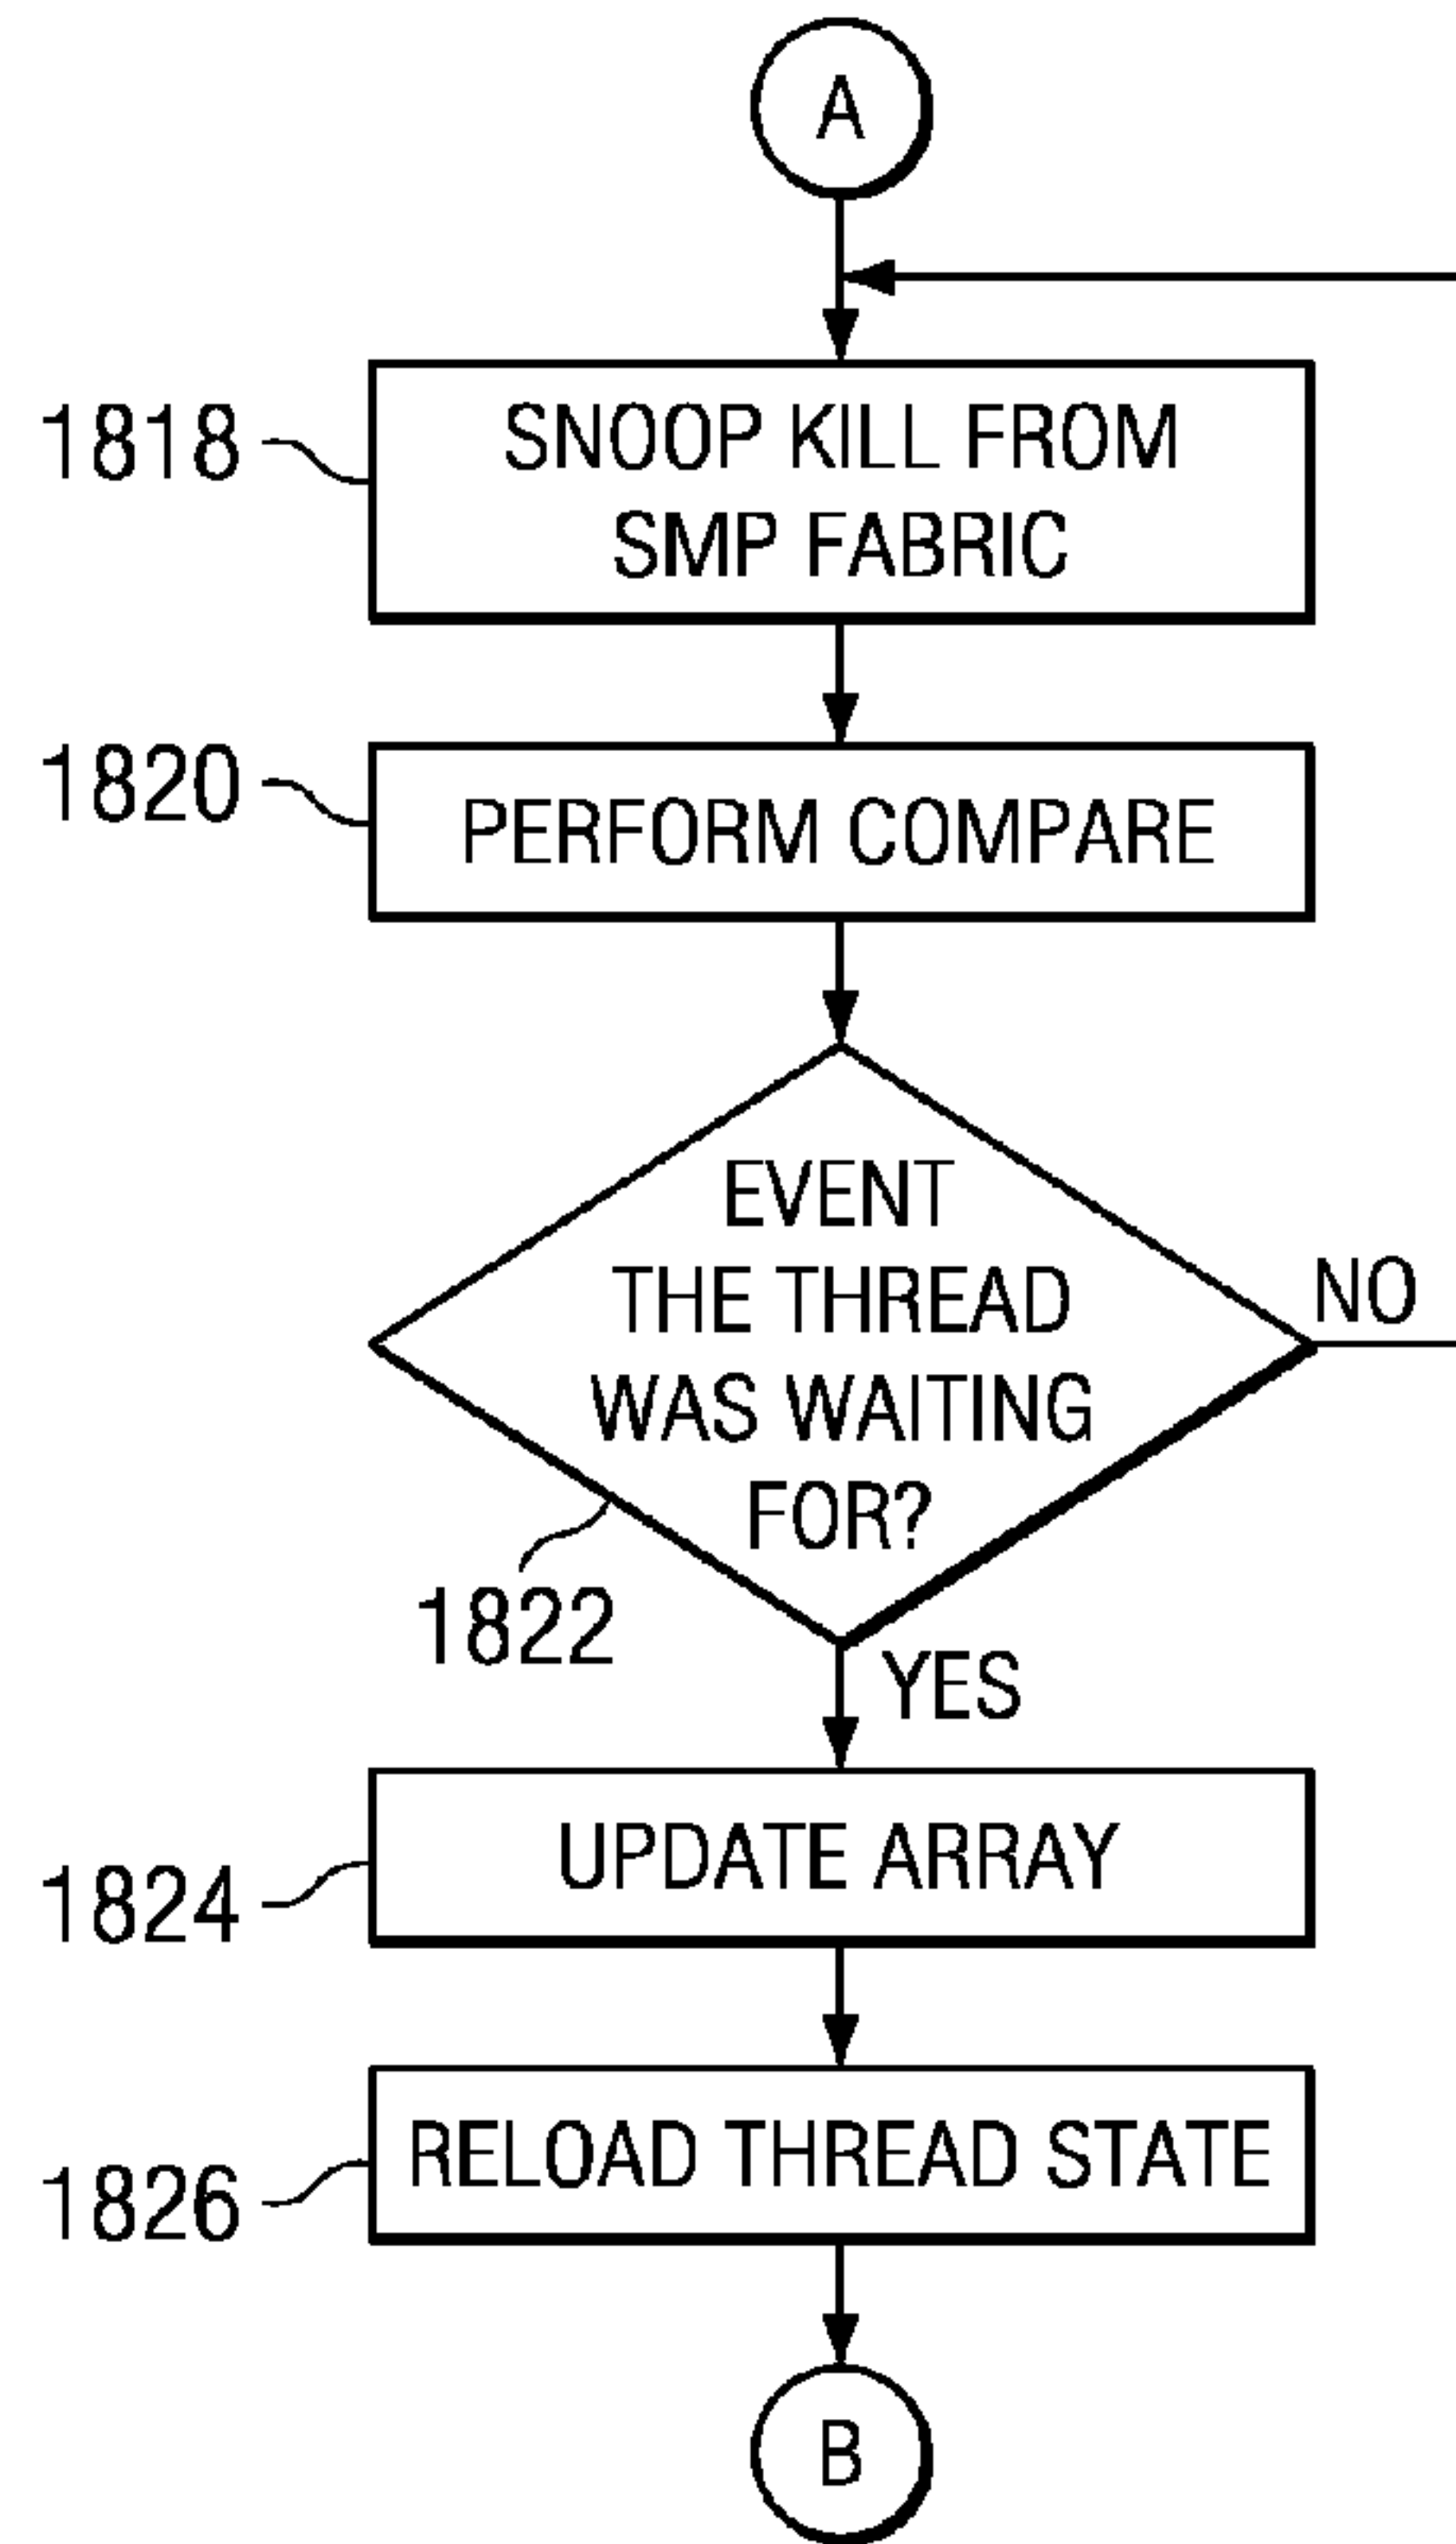 A
1818
SNOOP KILL FROM
SMP FABRIC
1820
PERFORM COMPARE
EVENT
THE THREAD
WAS WAITING
FOR?
NO
1822
YES
1824
UPDATE ARRAY
1826
RELOAD THREAD STATE
B